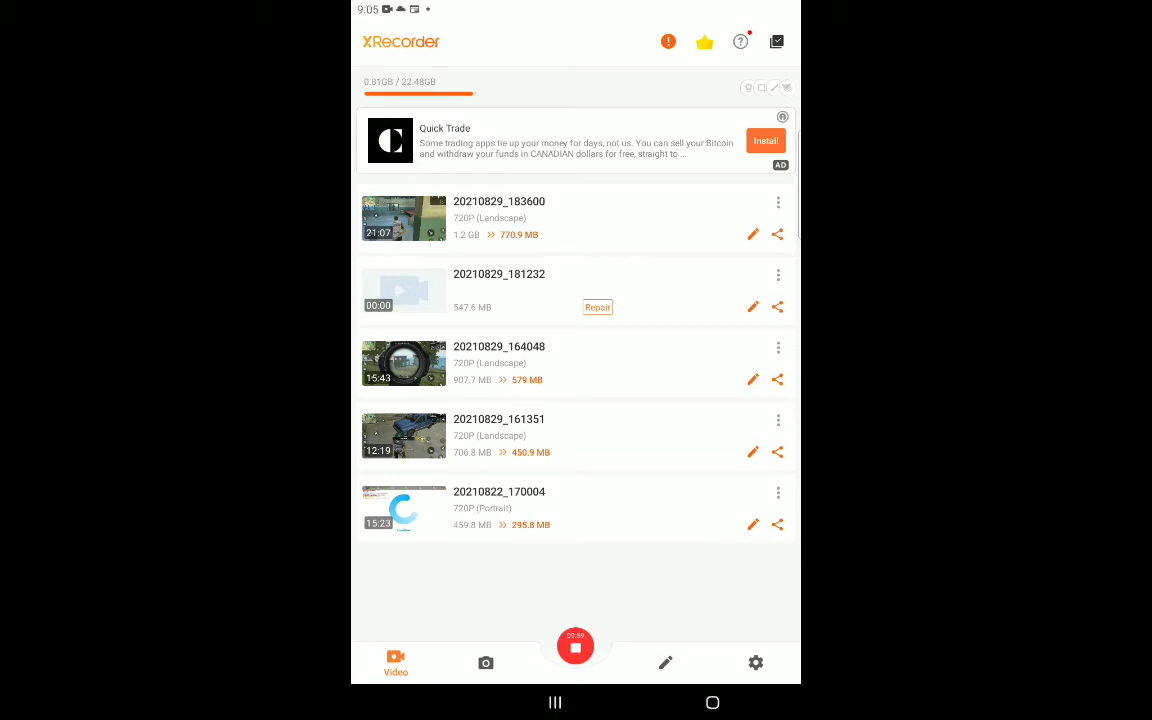 9:05
XRecorder
0.81GB / 22.48GB
Quick Trade
Some trading apps tie up your money for days, not us. You can sell your Bitcoin
and withdraw your funds in CANADIAN dollars for free, straight to ...
Install
AD
20210829_183600
720P (Landscape)
21:07
1.2 GB » 770.9 MB
20210829_181232
00:00
547.6 MB
Repair
20210829_164048
720P (Landscape)
15:43
907.7 MB » 579 MB
20210829_161351
720P (Landscape)
12:19
706.8 MB » 450.9 MB
20210822_170004
720P (Portrait)
15:23
459.8 MB » 295.8 MB
09:59
Video